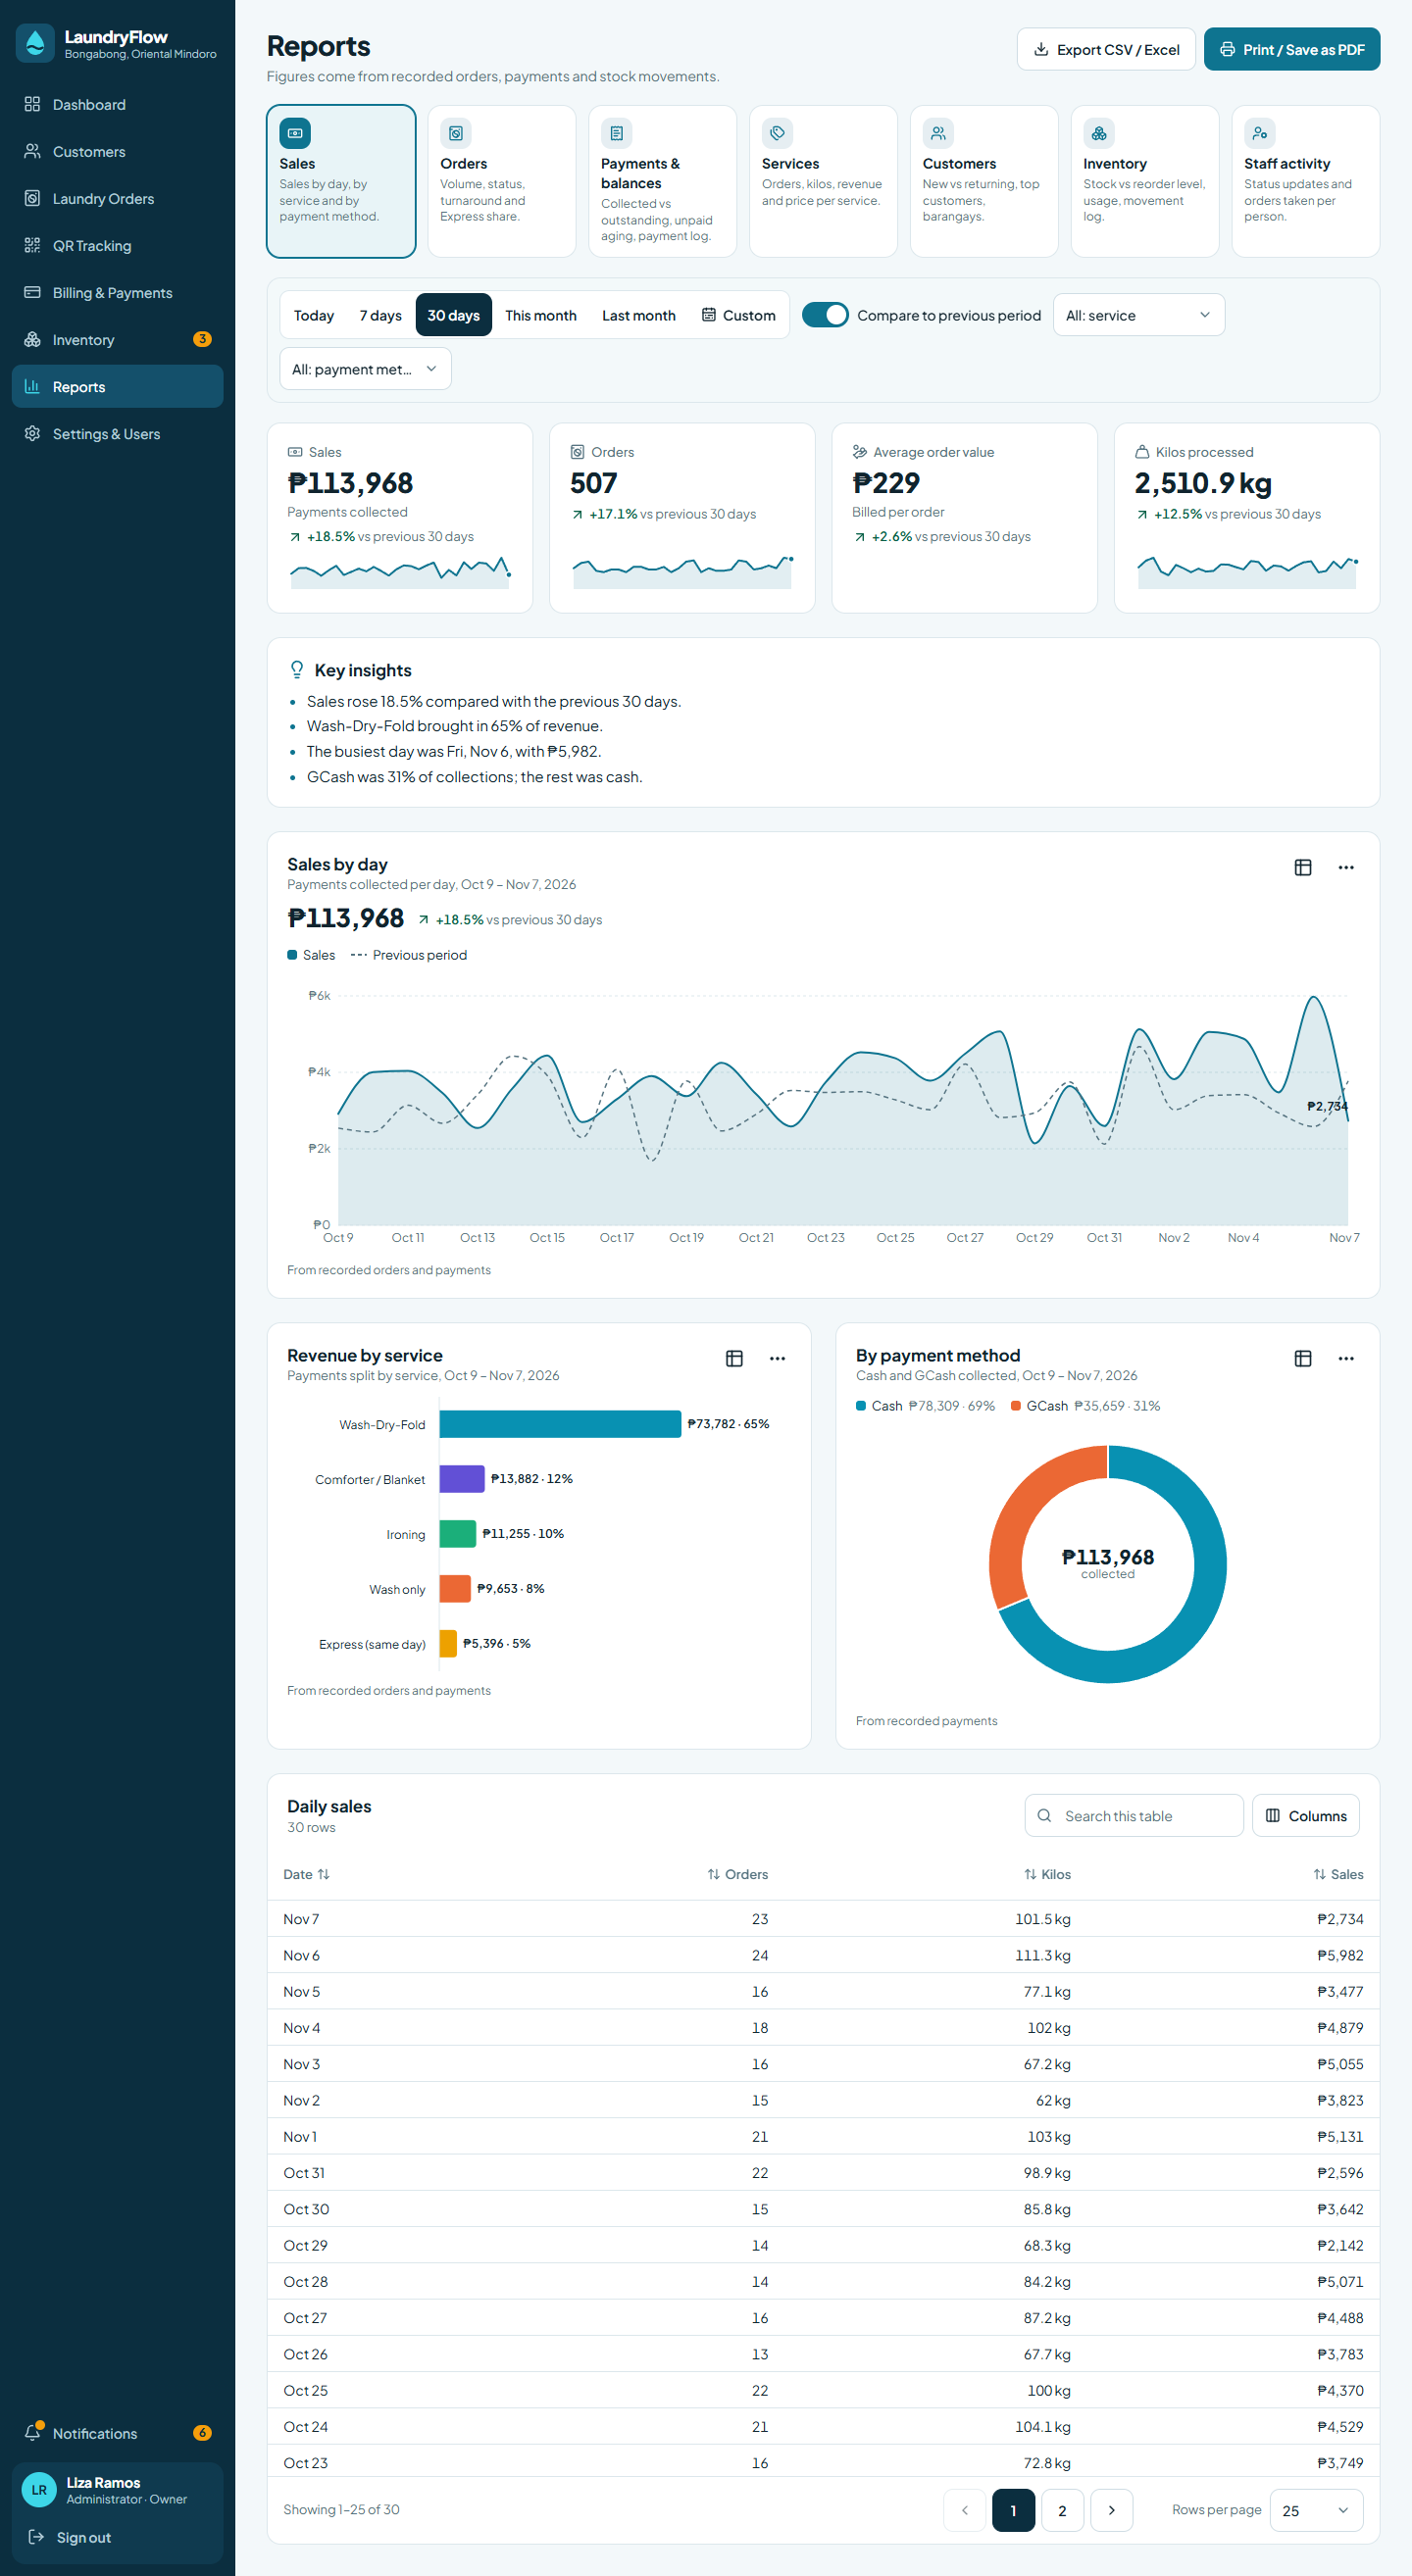 LaundryFlow
Bongabong, Oriental Mindoro
Dashboard
Customers
Laundry Orders
QR Tracking
Billing & Payments
Inventory
3
Reports
Settings & Users
Notifications
6
LR
Liza Ramos
Administrator · Owner
Sign out
Reports
Figures come from recorded orders, payments and stock movements.
Export CSV / Excel
Print / Save as PDF
Sales
Sales by day, by
service and by
payment method.
Orders
Volume, status,
turnaround and
Express share.
Payments &
balances
Collected vs
outstanding, unpaid
aging, payment log.
Services
Orders, kilos, revenue
and price per service.
Customers
New vs returning, top
customers,
barangays.
Inventory
Stock vs reorder level,
usage, movement
log.
Staff activity
Status updates and
orders taken per
person.
Today
7 days
30 days
This month
Last month
Custom
Compare to previous period
All: service
All: payment met...
Sales
₱113,968
Payments collected
+18.5% vs previous 30 days
Orders
507
+17.1% vs previous 30 days
Average order value
₱229
Billed per order
+2.6% vs previous 30 days
Kilos processed
2,510.9 kg
+12.5% vs previous 30 days
Key insights
• Sales rose 18.5% compared with the previous 30 days.
• Wash-Dry-Fold brought in 65% of revenue.
• The busiest day was Fri, Nov 6, with ₱5,982.
• GCash was 31% of collections; the rest was cash.
Sales by day
Payments collected per day, Oct 9 – Nov 7, 2026
₱113,968 +18.5% vs previous 30 days
Sales Previous period
₱6k
₱4k
₱2,734
₱2k
₱0
Oct 9 Oct 11 Oct 13 Oct 15 Oct 17 Oct 19 Oct 21 Oct 23 Oct 25 Oct 27 Oct 29 Oct 31 Nov 2 Nov 4 Nov 7
From recorded orders and payments
Revenue by service
Payments split by service, Oct 9 – Nov 7, 2026
Wash-Dry-Fold ₱73,782 · 65%
Comforter / Blanket ₱13,882 · 12%
Ironing ₱11,255 · 10%
Wash only ₱9,653 · 8%
Express (same day) ₱5,396 · 5%
From recorded orders and payments
By payment method
Cash and GCash collected, Oct 9 – Nov 7, 2026
Cash ₱78,309 · 69% GCash ₱35,659 · 31%
₱113,968
collected
From recorded payments
Daily sales
30 rows
Search this table
Columns
Date Orders Kilos Sales
Nov 7 23 101.5 kg ₱2,734
Nov 6 24 111.3 kg ₱5,982
Nov 5 16 77.1 kg ₱3,477
Nov 4 18 102 kg ₱4,879
Nov 3 16 67.2 kg ₱5,055
Nov 2 15 62 kg ₱3,823
Nov 1 21 103 kg ₱5,131
Oct 31 22 98.9 kg ₱2,596
Oct 30 15 85.8 kg ₱3,642
Oct 29 14 68.3 kg ₱2,142
Oct 28 14 84.2 kg ₱5,071
Oct 27 16 87.2 kg ₱4,488
Oct 26 13 67.7 kg ₱3,783
Oct 25 22 100 kg ₱4,370
Oct 24 21 104.1 kg ₱4,529
Oct 23 16 72.8 kg ₱3,749
Showing 1–25 of 30
1 2
Rows per page 25